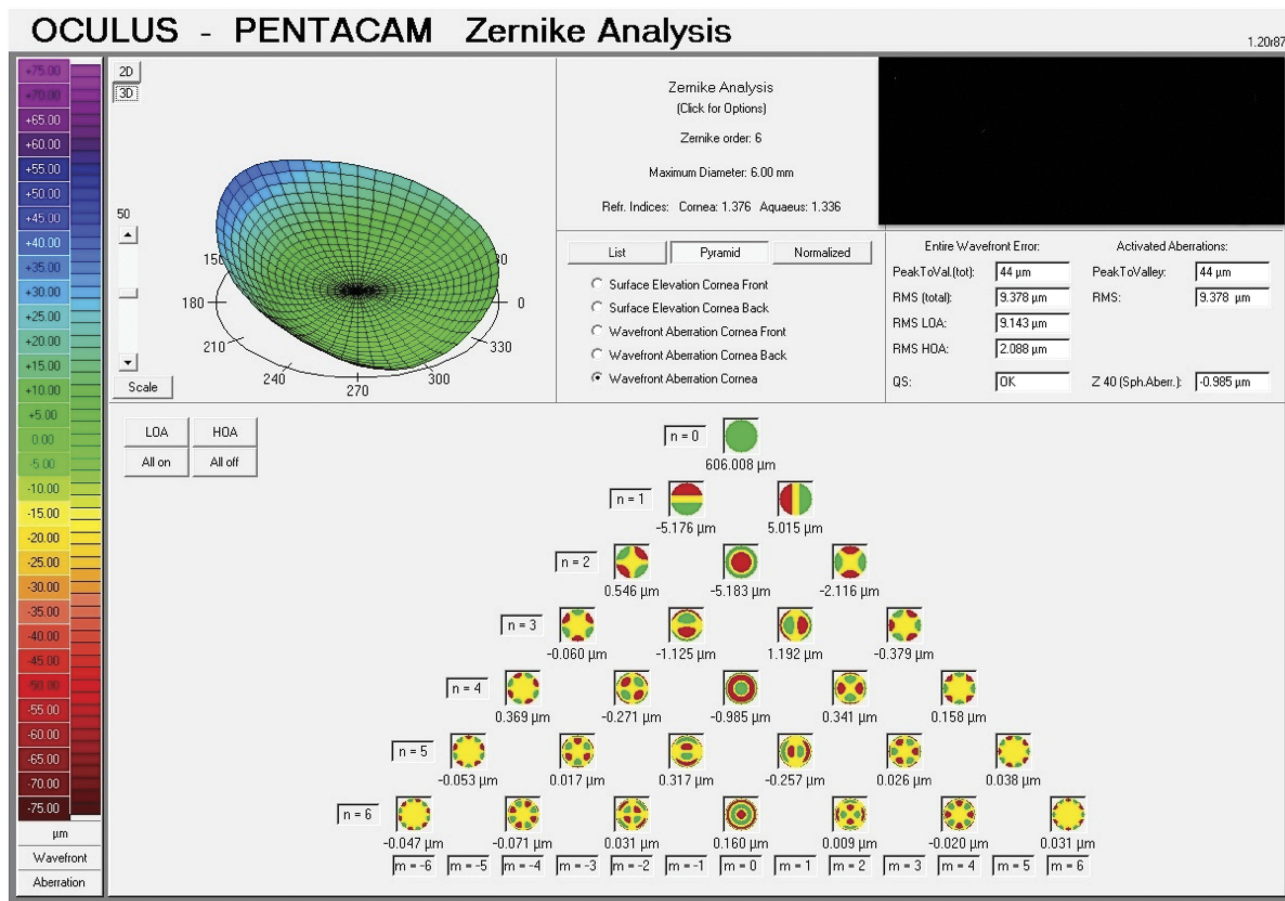 OCULUS - PENTACAM Zernike Analysis
1.20r87
+75.00
+70.00
+65.00
+60.00
+55.00
+50.00
+45.00
+40.00
+35.00
+30.00
+25.00
+20.00
+15.00
+10.00
+5.00
0.00
-5.00
-10.00
-15.00
-20.00
-25.00
-30.00
-35.00
-40.00
-45.00
-50.00
-55.00
-60.00
-65.00
-70.00
-75.00
µm
Wavefront
Aberration
2D
3D
50
Scale
180
210
240
270
300
330
0
Zernike Analysis
(Click for Options)
Zernike order: 6
Maximum Diameter: 6.00 mm
Refr. Indices: Cornea: 1.376 Aquaeus: 1.336
List Pyramid Normalized
Surface Elevation Cornea Front
Surface Elevation Cornea Back
Wavefront Aberration Cornea Front
Wavefront Aberration Cornea Back
Wavefront Aberration Cornea
Entire Wavefront Error: Activated Aberrations:
PeakToVal.(tot) 44 µm PeakToValley: 44 µm
RMS (total): 9.378 µm RMS: 9.378 µm
RMS LOA: 9.143 µm
RMS HOA: 2.088 µm
QS: OK Z 40 (Sph.Aberr.): -0.985 µm
LOA HOA
All on All off
n = 0
606.008 µm
n = 1
-5.176 µm 5.015 µm
n = 2
0.546 µm -5.183 µm -2.116 µm
n = 3
-0.060 µm -1.125 µm 1.192 µm -0.379 µm
n = 4
0.369 µm -0.271 µm -0.985 µm 0.341 µm 0.158 µm
n = 5
-0.053 µm 0.017 µm 0.317 µm -0.257 µm 0.026 µm 0.038 µm
n = 6
-0.047 µm -0.071 µm 0.031 µm 0.160 µm 0.009 µm -0.020 µm 0.031 µm
m = -6 m = -5 m = -4 m = -3 m = -2 m = -1 m = 0 m = 1 m = 2 m = 3 m = 4 m = 5 m = 6